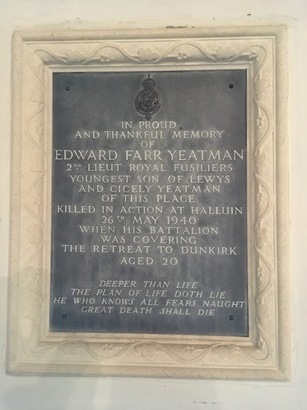 IN PROUD
AND THANKFUL MEMORY
OF
EDWARD FARR YEATMAN
2ND LIEUT ROYAL FUSILIERS
YOUNGEST SON OF LEWYS
AND CICELY YEATMAN
OF THIS PLACE
KILLED IN ACTION AT HALLUIN
26TH MAY 1940
WHEN HIS BATTALION
WAS COVERING
THE RETREAT TO DUNKIRK
AGED 20
DEEPER THAN LIFE
THE PLAN OF LIFE DOTH LIE
HE WHO KNOWS ALL FEARS NAUGHT
GREAT DEATH SHALL DIE